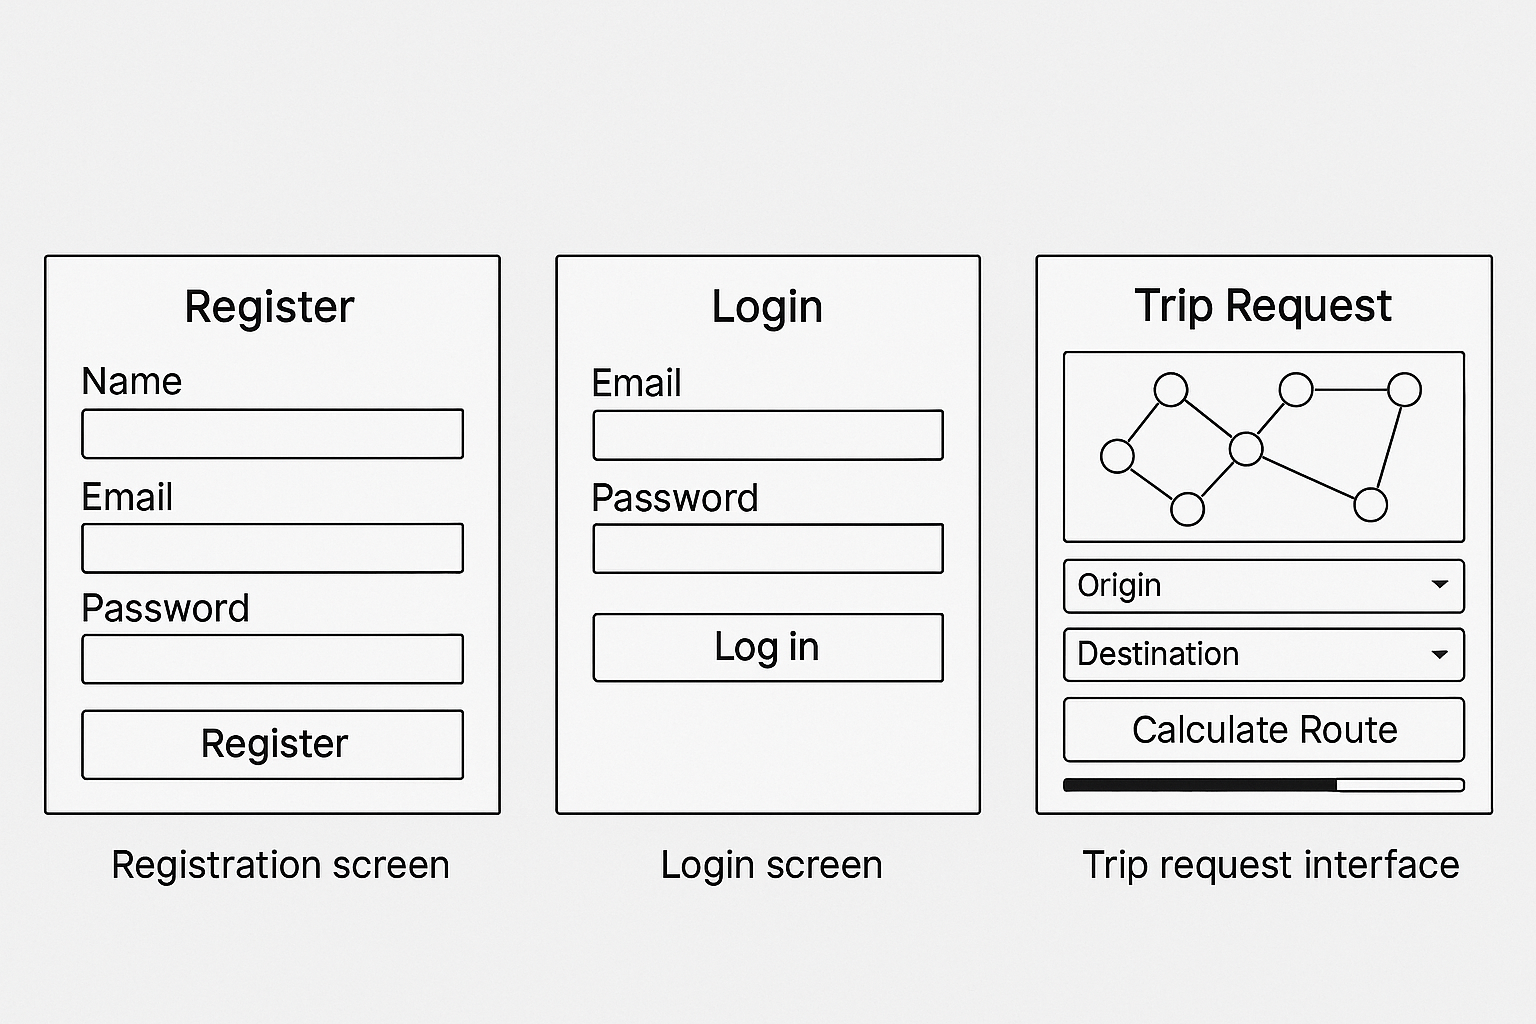 Register
Name
Email
Password
Register
Registration screen
Login
Email
Password
Log in
Login screen
Trip Request
Origin
Destination
Calculate Route
Trip request interface